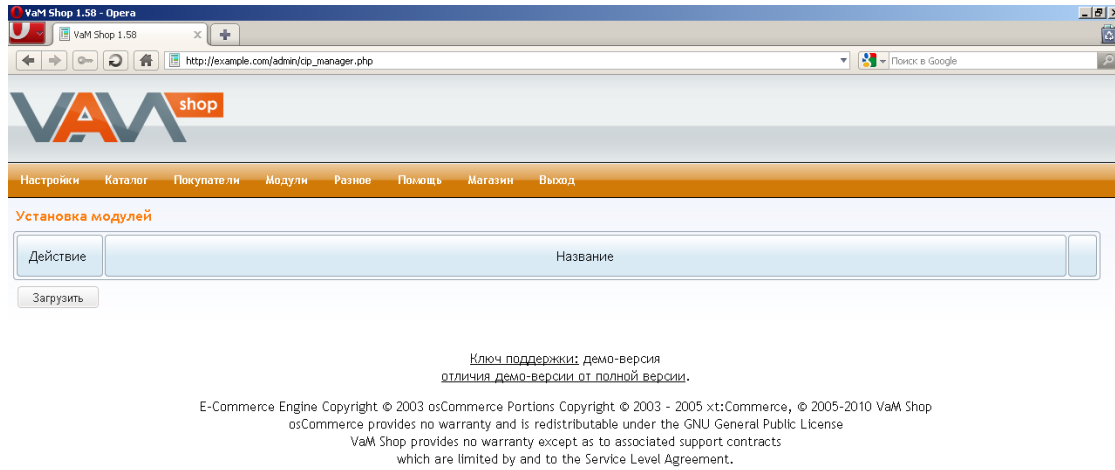 VaM Shop 1.58 - Opera
VaM Shop 1.58
http://example.com/admin/cip_manager.php
Поиск в Google
VAM shop
Настройки Каталог Покупатели Модули Разное Помощь Магазин Выход
Установка модулей
Действие Название
Загрузить
Ключ поддержки: демо-версия
отличия демо-версии от полной версии.
E-Commerce Engine Copyright © 2003 osCommerce Portions Copyright © 2003 - 2005 xt:Commerce, © 2005-2010 VaM Shop
osCommerce provides no warranty and is redistributable under the GNU General Public License
VaM Shop provides no warranty except as to associated support contracts
which are limited by and to the Service Level Agreement.